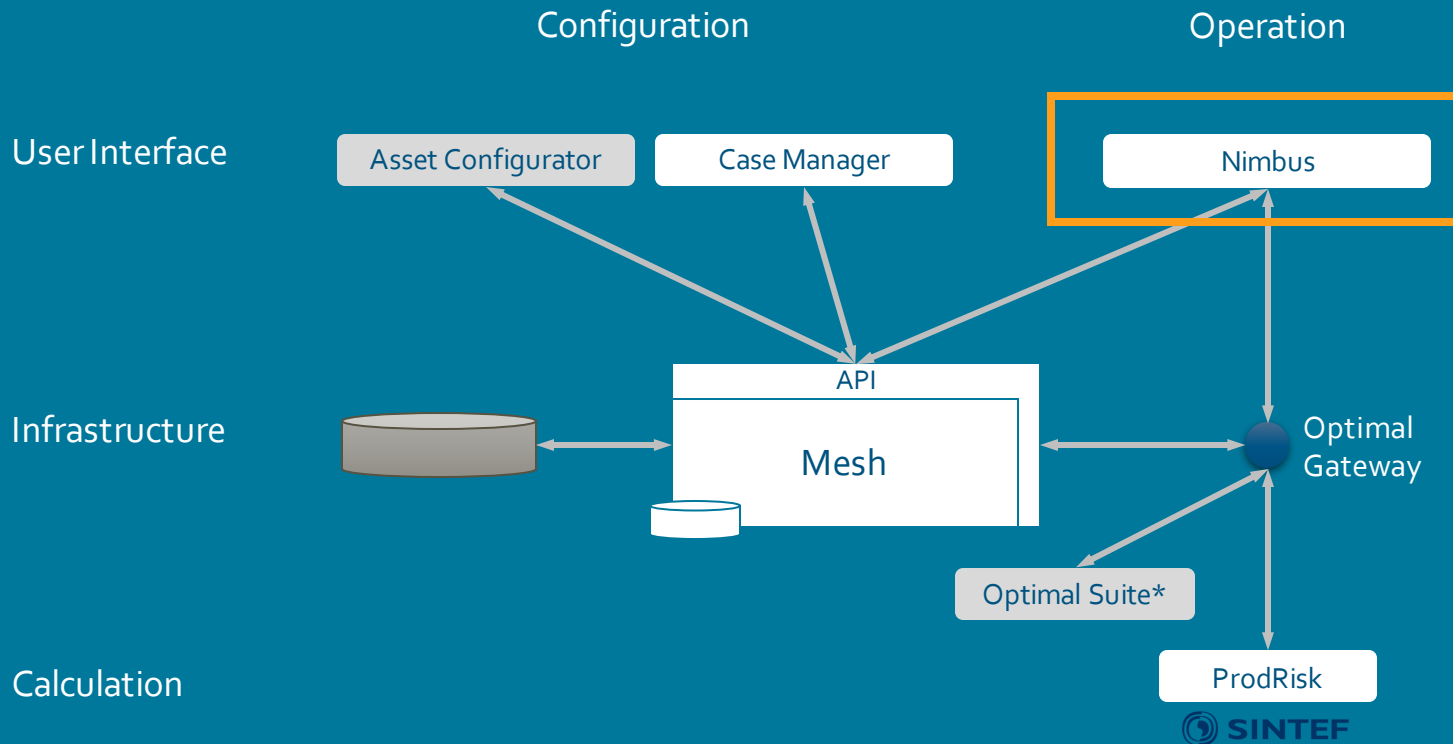 Configuration
Operation
User Interface
Asset Configurator
Case Manager
Nimbus
API
Infrastructure
Mesh
Optimal
Gateway
Optimal Suite*
Calculation
ProdRisk
SINTEF